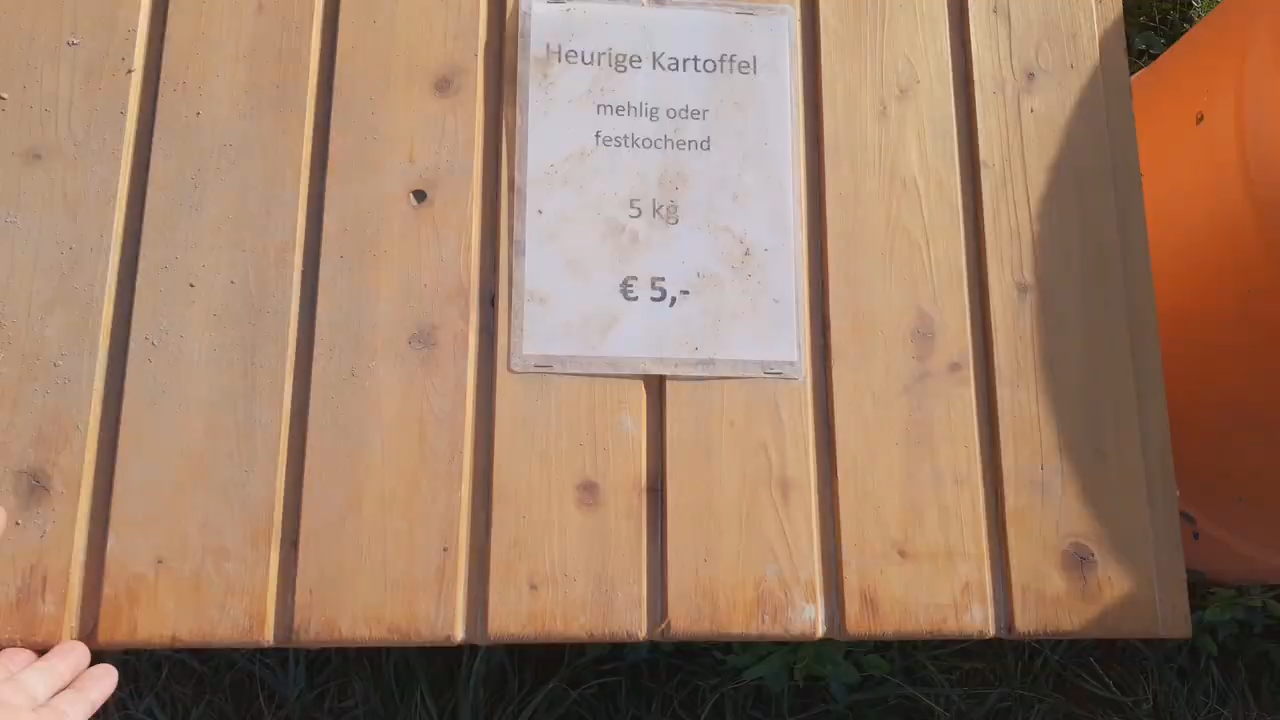 Heurige Kartoffel
mehlig oder
festkochend
5 kg
€ 5,-